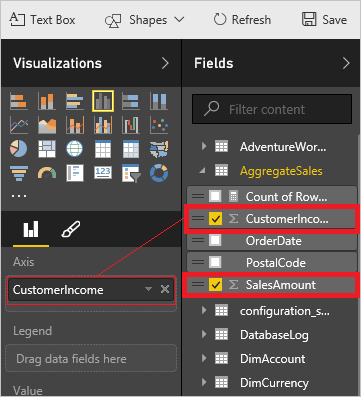 Text Box
Shapes
Refresh
Save
Visualizations
Fields
Filter content
AdventureWor...
AggregateSales
Count of Row...
CustomerInco...
OrderDate
PostalCode
SalesAmount
configuration_s...
DatabaseLog
DimAccount
DimCurrency
...
Axis
CustomerIncome
Legend
Drag data fields here
Value